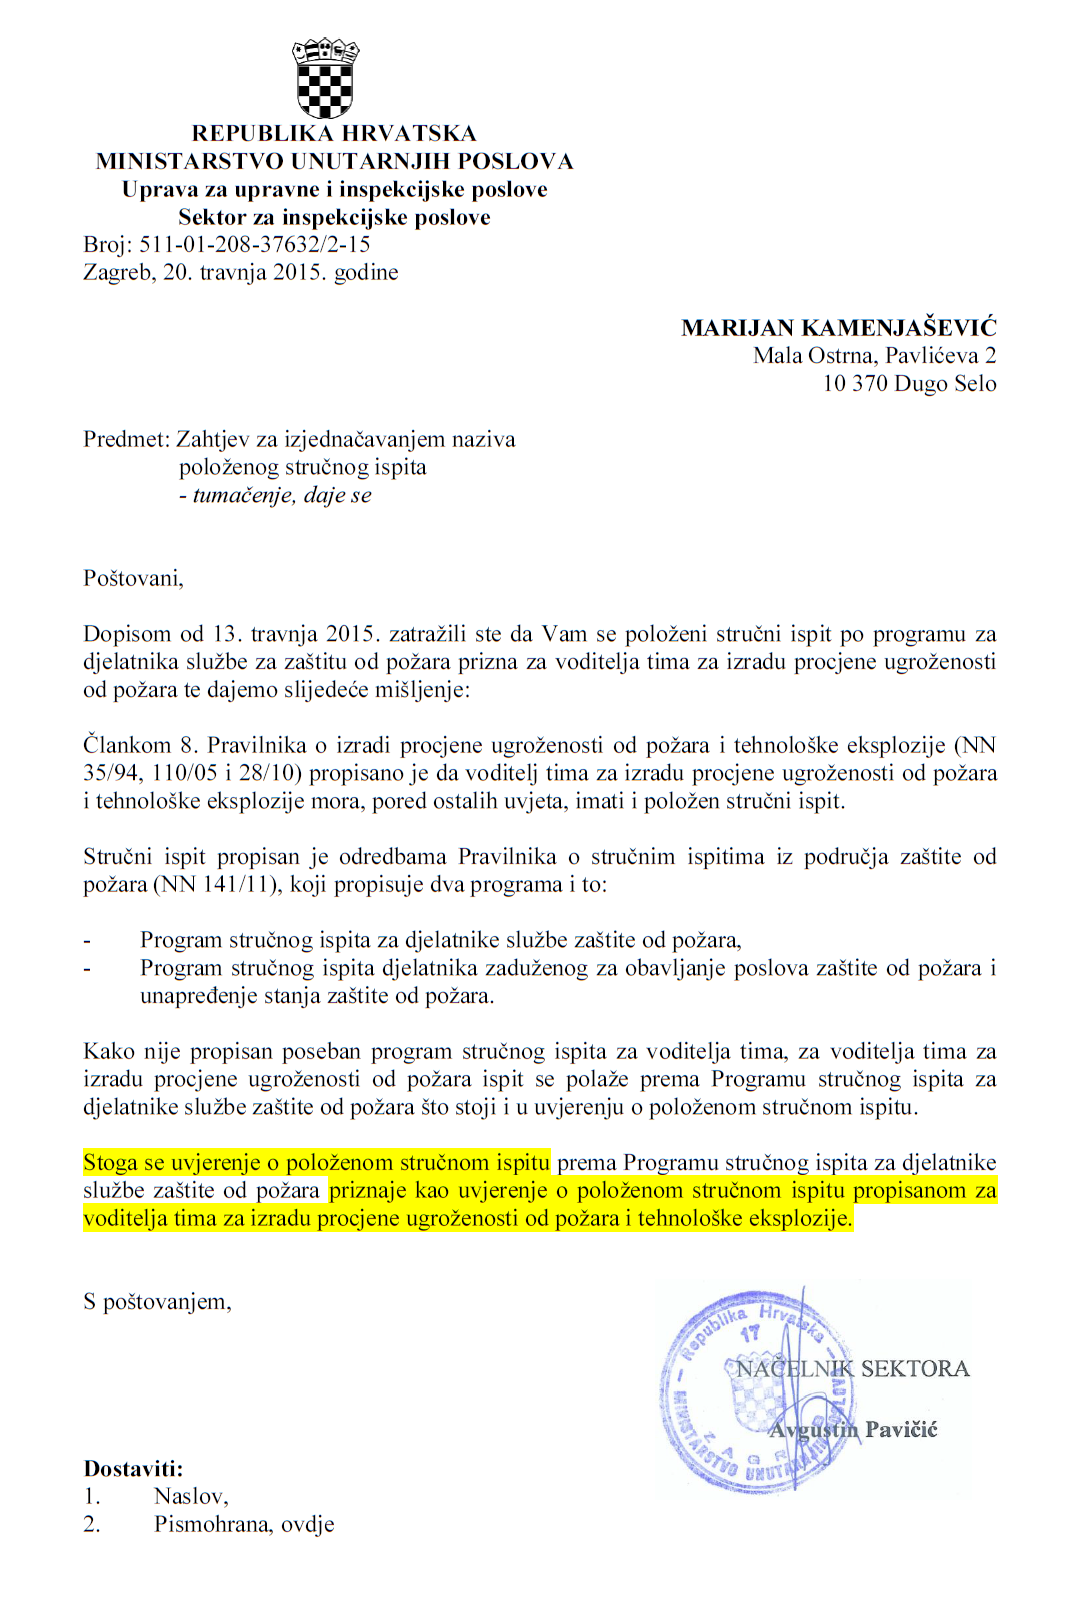 REPUBLIKA HRVATSKA
MINISTARSTVO UNUTARNJIH POSLOVA
Uprava za upravne i inspekcijske poslove
Sektor za inspekcijske poslove
Broj: 511-01-208-37632/2-15
Zagreb, 20. travnja 2015. godine
MARIJAN KAMENJAŠEVIĆ
Mala Ostrna, Pavlićeva 2
10 370 Dugo Selo
Predmet: Zahtjev za izjednačavanjem naziva
položenog stručnog ispita
- tumačenje, daje se
Poštovani,
Dopisom od 13. travnja 2015. zatražili ste da Vam se položeni stručni ispit po programu za
djelatnika službe za zaštitu od požara prizna za voditelja tima za izradu procjene ugroženosti
od požara te dajemo slijedeće mišljenje:
Člankom 8. Pravilnika o izradi procjene ugroženosti od požara i tehnološke eksplozije (NN
35/94, 110/05 i 28/10) propisano je da voditelj tima za izradu procjene ugroženosti od požara
i tehnološke eksplozije mora, pored ostalih uvjeta, imati i položen stručni ispit.
Stručni ispit propisan je odredbama Pravilnika o stručnim ispitima iz područja zaštite od
požara (NN 141/11), koji propisuje dva programa i to:
- Program stručnog ispita za djelatnike službe zaštite od požara,
- Program stručnog ispita djelatnika zaduženog za obavljanje poslova zaštite od požara i
unapređenje stanja zaštite od požara.
Kako nije propisan poseban program stručnog ispita za voditelja tima, za voditelja tima za
izradu procjene ugroženosti od požara ispit se polaže prema Programu stručnog ispita za
djelatnike službe zaštite od požara što stoji i u uvjerenju o položenom stručnom ispitu.
Stoga se uvjerenje o položenom stručnom ispitu prema Programu stručnog ispita za djelatnike
službe zaštite od požara priznaje kao uvjerenje o položenom stručnom ispitu propisanom za
voditelja tima za izradu procjene ugroženosti od požara i tehnološke eksplozije.
S poštovanjem,
Republika Hrvatska
17
MINISTARSTVO UNUTARNJIH POSLOVA
ZAGREB
NAČELNIK SEKTORA
Avgustin Pavičić
Dostaviti:
1. Naslov,
2. Pismohrana, ovdje